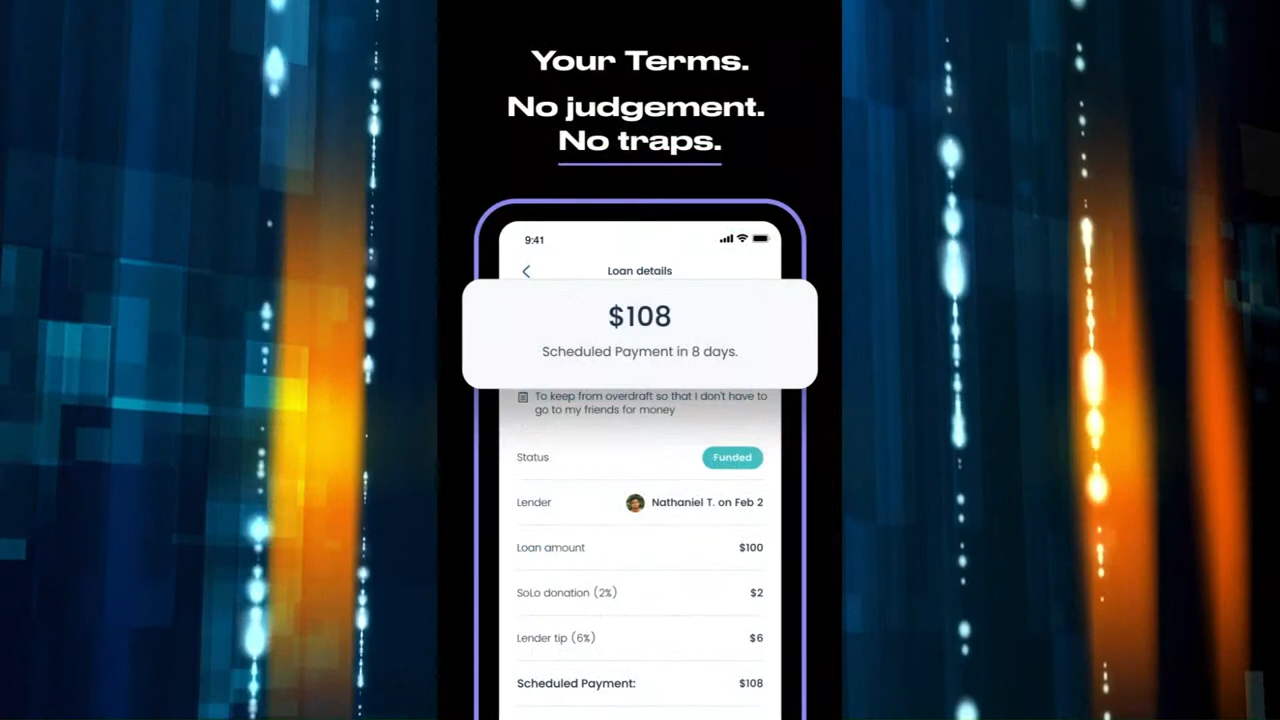 Your Terms.
No judgement.
No traps.
9:41
Loan details
$108
Scheduled Payment in 8 days.
To keep from overdraft so that I don't have to
go to my friends for money
Status Funded
Lender Nathaniel T. on Feb 2
Loan amount $100
SoLo donation (2%) $2
Lender tip (6%) $6
Scheduled Payment: $108